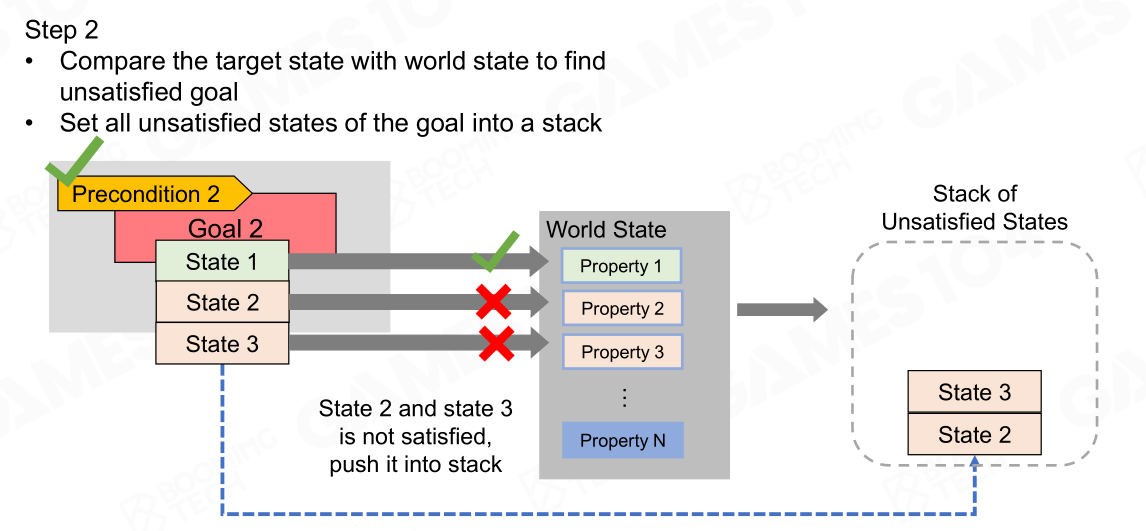 Step 2
• Compare the target state with world state to find
unsatisfied goal
• Set all unsatisfied states of the goal into a stack
Precondition 2
Goal 2
State 1
State 2
State 3
World State
Property 1
Property 2
Property 3
⋮
Property N
State 2 and state 3
is not satisfied,
push it into stack
Stack of
Unsatisfied States
State 3
State 2
BOOMING
TECH
GAMES104